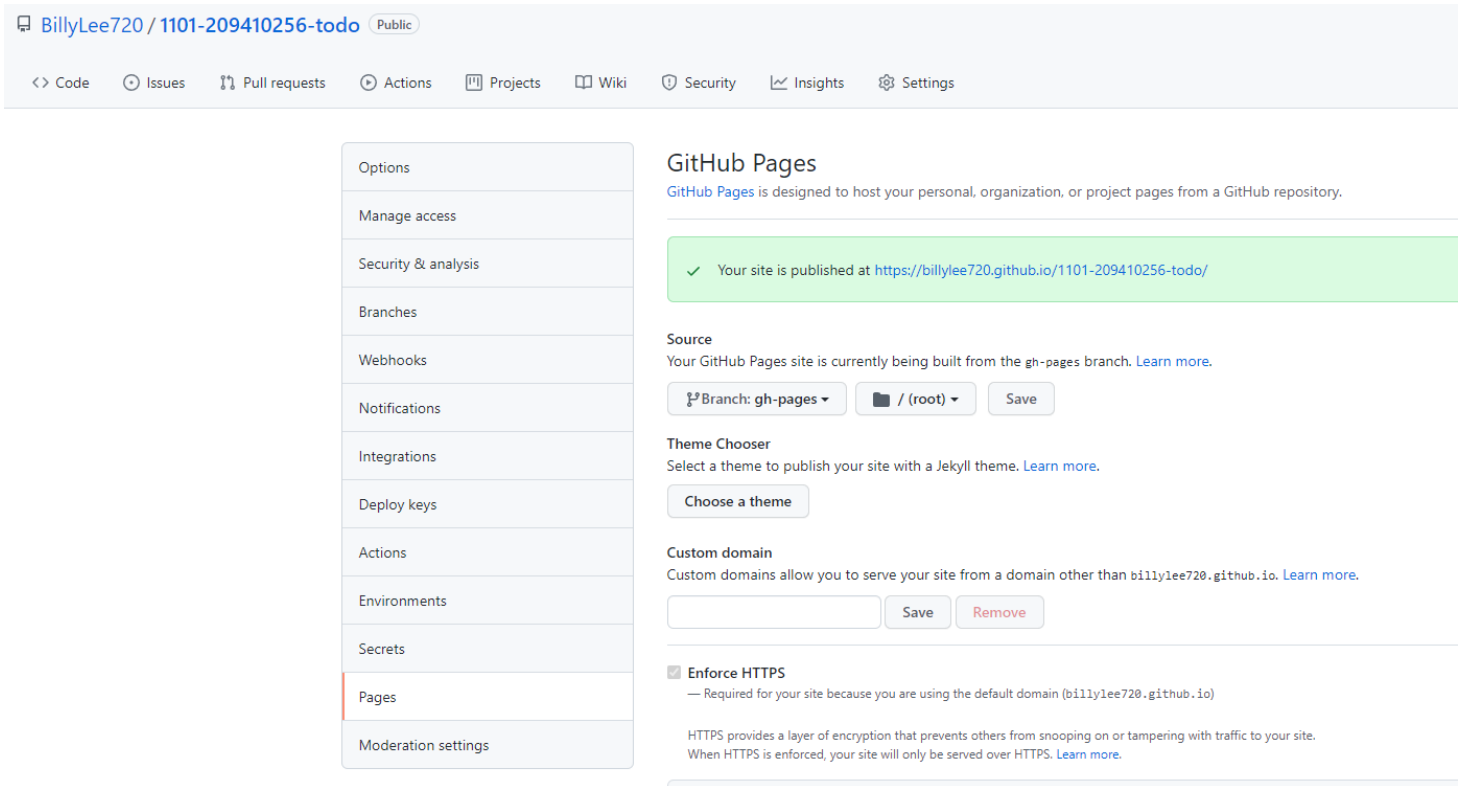 BillyLee720 / 1101-209410256-todo Public
Code Issues Pull requests Actions Projects Wiki Security Insights Settings
Options
Manage access
Security & analysis
Branches
Webhooks
Notifications
Integrations
Deploy keys
Actions
Environments
Secrets
Pages
Moderation settings
GitHub Pages
GitHub Pages is designed to host your personal, organization, or project pages from a GitHub repository.
Your site is published at https://billylee720.github.io/1101-209410256-todo/
Source
Your GitHub Pages site is currently being built from the gh-pages branch. Learn more.
Branch: gh-pages / (root) Save
Theme Chooser
Select a theme to publish your site with a Jekyll theme. Learn more.
Choose a theme
Custom domain
Custom domains allow you to serve your site from a domain other than billylee720.github.io. Learn more.
Save Remove
Enforce HTTPS
— Required for your site because you are using the default domain (billylee720.github.io)
HTTPS provides a layer of encryption that prevents others from snooping on or tampering with traffic to your site.
When HTTPS is enforced, your site will only be served over HTTPS. Learn more.